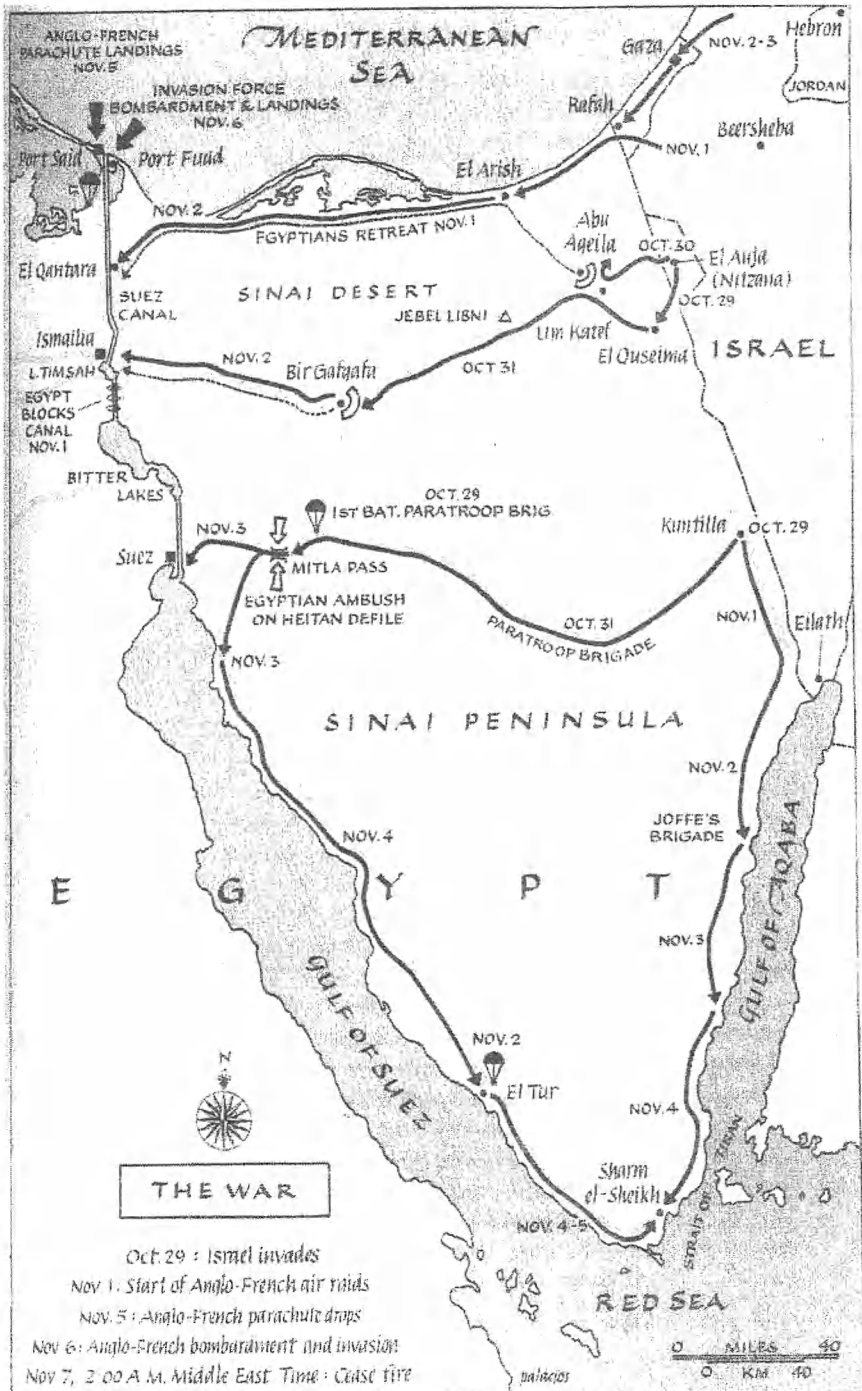 ANGLO-FRENCH
PARACHUTE LANDINGS
NOV. 5
MEDITERRANEAN
SEA
INVASION FORCE
BOMBARDMENT & LANDINGS
NOV. 6
Gaza
NOV. 2-3
Hebron
JORDAN
Rafah
Beersheba
NOV. 1
Port Said
Port Fuad
El Arish
NOV. 2
EGYPTIANS RETREAT NOV. 1
Abu
Ageila
OCT. 30
El Auja
(Nitzana)
OCT. 29
El Qantara
SUEZ
CANAL
SINAI DESERT
JEBEL LIBNI
Um Katef
El Quseima
ISRAEL
Ismailia
L. TIMSAH
NOV. 2
Bir Gafgafa
OCT 31
EGYPT
BLOCKS
CANAL
NOV. 1
BITTER
LAKES
OCT. 29
1ST BAT. PARATROOP BRIG.
Kuntilla
OCT. 29
NOV. 3
Suez
MITLA PASS
EGYPTIAN AMBUSH
ON HEITAN DEFILE
OCT. 31
PARATROOP BRIGADE
NOV. 1
Eilath
NOV. 3
SINAI PENINSULA
NOV. 2
JOFFE'S
BRIGADE
NOV. 4
EGYPT
NOV. 3
GULF OF AQABA
GULF OF SUEZ
NOV. 2
El Tur
NOV. 4
N
Sharm
el-Sheikh
NOV. 4-5
STRAIT OF TIRAN
RED SEA
THE WAR
Oct. 29 : Israel invades
Nov 1 : Start of Anglo-French air raids
Nov. 5 : Anglo-French parachute drops
Nov 6 : Anglo-French bombardment and invasion
Nov 7, 2 00 A M. Middle East Time : Cease fire
0 MILES 40
0 KM 40
palacios